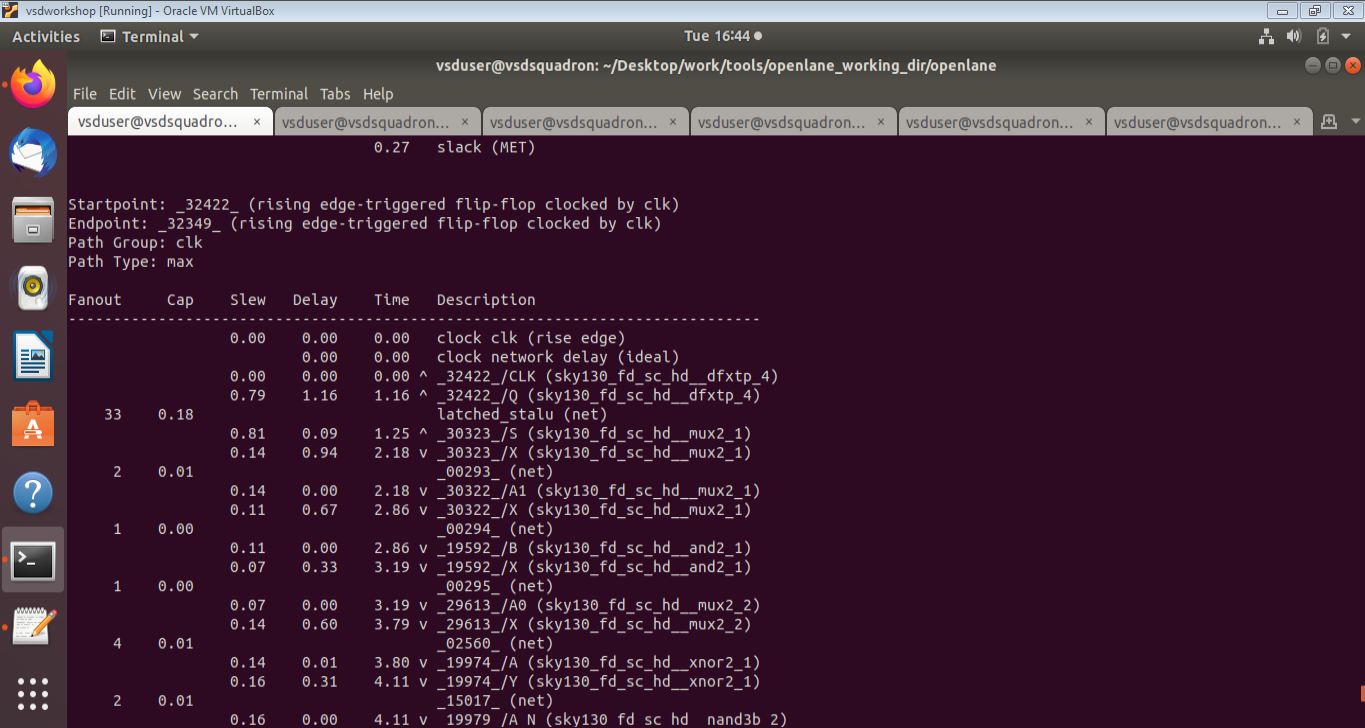 vsdworkshop [Running] - Oracle VM VirtualBox
Activities Terminal Tue 16:44
vsduser@vsdsquadron: ~/Desktop/work/tools/openlane_working_dir/openlane
File Edit View Search Terminal Tabs Help
vsduser@vsdsquadro... × vsduser@vsdsquadron... × vsduser@vsdsquadron... × vsduser@vsdsquadron... × vsduser@vsdsquadron... × vsduser@vsdsquadron... ×
0.27 slack (MET)
Startpoint: _32422_ (rising edge-triggered flip-flop clocked by clk)
Endpoint: _32349_ (rising edge-triggered flip-flop clocked by clk)
Path Group: clk
Path Type: max
Fanout Cap Slew Delay Time Description
-----------------------------------------------------------------------------
0.00 0.00 0.00 clock clk (rise edge)
0.00 0.00 clock network delay (ideal)
0.00 0.00 0.00 ^ _32422_/CLK (sky130_fd_sc_hd__dfxtp_4)
0.79 1.16 1.16 ^ _32422_/Q (sky130_fd_sc_hd__dfxtp_4)
33 0.18 latched_stalu (net)
0.81 0.09 1.25 ^ _30323_/S (sky130_fd_sc_hd__mux2_1)
0.14 0.94 2.18 v _30323_/X (sky130_fd_sc_hd__mux2_1)
2 0.01 _00293_ (net)
0.14 0.00 2.18 v _30322_/A1 (sky130_fd_sc_hd__mux2_1)
0.11 0.67 2.86 v _30322_/X (sky130_fd_sc_hd__mux2_1)
1 0.00 _00294_ (net)
0.11 0.00 2.86 v _19592_/B (sky130_fd_sc_hd__and2_1)
0.07 0.33 3.19 v _19592_/X (sky130_fd_sc_hd__and2_1)
1 0.00 _00295_ (net)
0.07 0.00 3.19 v _29613_/A0 (sky130_fd_sc_hd__mux2_2)
0.14 0.60 3.79 v _29613_/X (sky130_fd_sc_hd__mux2_2)
4 0.01 _02560_ (net)
0.14 0.01 3.80 v _19974_/A (sky130_fd_sc_hd__xnor2_1)
0.16 0.31 4.11 v _19974_/Y (sky130_fd_sc_hd__xnor2_1)
2 0.01 _15017_ (net)
0.16 0.00 4.11 v _19979_/A_N (sky130_fd_sc_hd__nand3b_2)